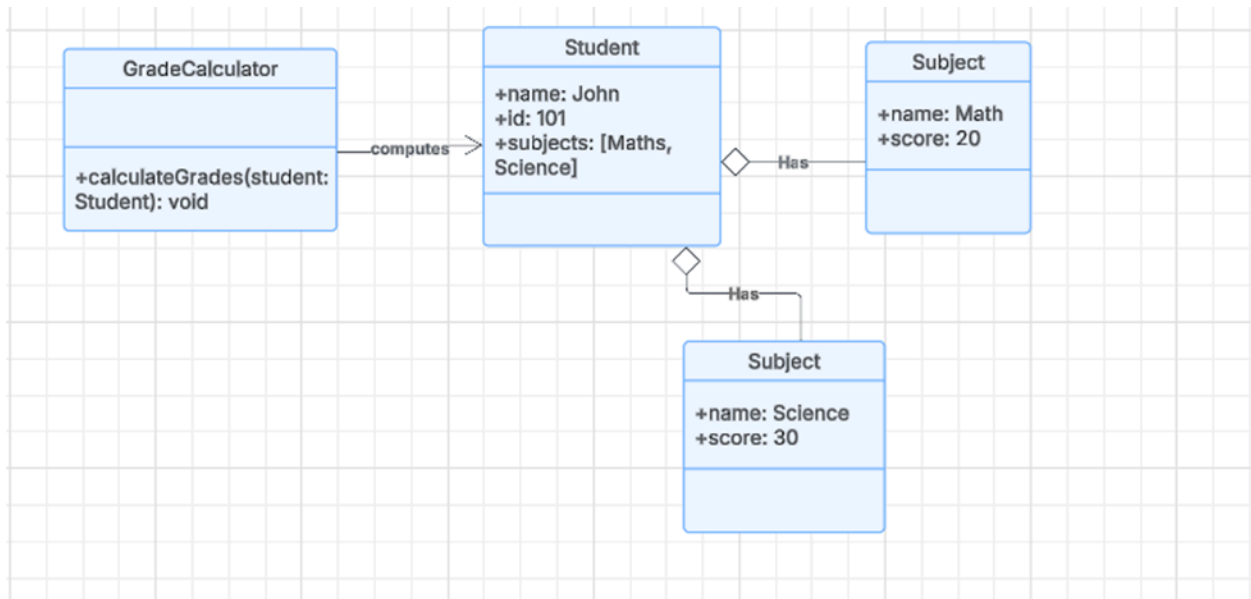 GradeCalculator
+calculateGrades(student:
Student): void
computes
Student
+name: John
+id: 101
+subjects: [Maths,
Science]
Has
Subject
+name: Math
+score: 20
Has
Subject
+name: Science
+score: 30